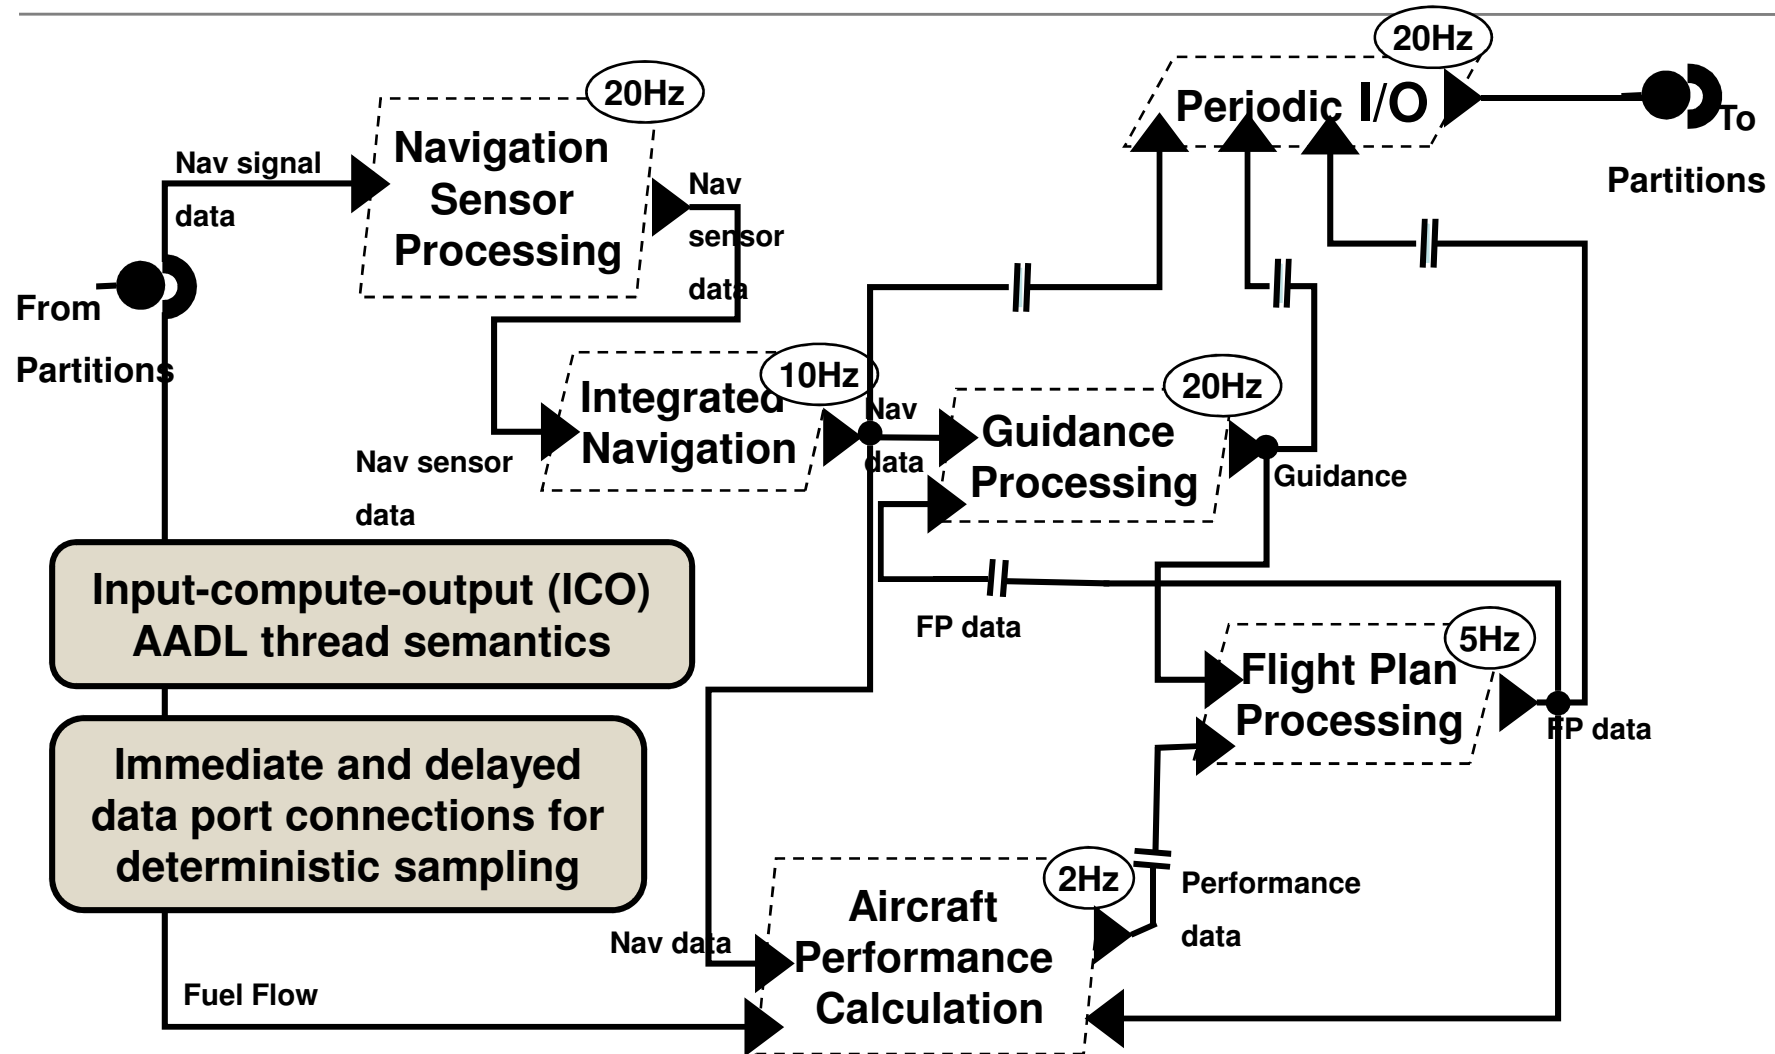 20Hz
Periodic I/O
To
Partitions
20Hz
Navigation
Sensor
Processing
Nav signal
data
Nav
sensor
data
From
Partitions
10Hz
Integrated
Navigation
Nav sensor
data
Nav
data
20Hz
Guidance
Processing
Guidance
FP data
Input-compute-output (ICO)
AADL thread semantics
5Hz
Flight Plan
Processing
FP data
Immediate and delayed
data port connections for
deterministic sampling
2Hz
Aircraft
Performance
Calculation
Performance
data
Nav data
Fuel Flow